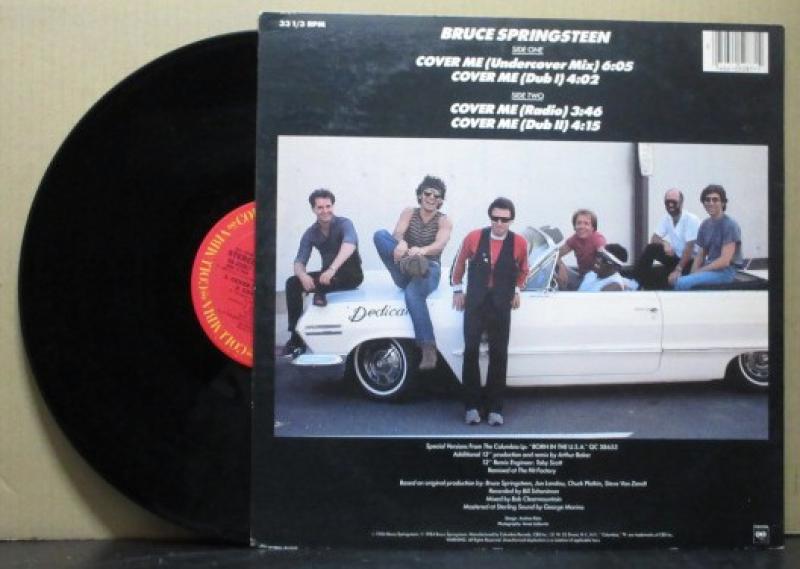 33 1/3 RPM
BRUCE SPRINGSTEEN
SIDE ONE
COVER ME (Undercover Mix) 6:05
COVER ME (Dub I) 4:02
SIDE TWO
COVER ME (Radio) 3:46
COVER ME (Dub II) 4:15
COLUMBIA
STEREO
Dedica
Special Versions From The Columbia Lp: "BORN IN THE U.S.A." QC 38653
Additional 12" production and remix by Arthur Baker
12" Remix Engineer: Toby Scott
Remixed at The Hit Factory
Based on original production by: Bruce Springsteen, Jon Landau, Chuck Plotkin, Steve Van Zandt
Recorded by Bill Scheniman
Mixed by Bob Clearmountain
Mastered at Sterling Sound by George Marino